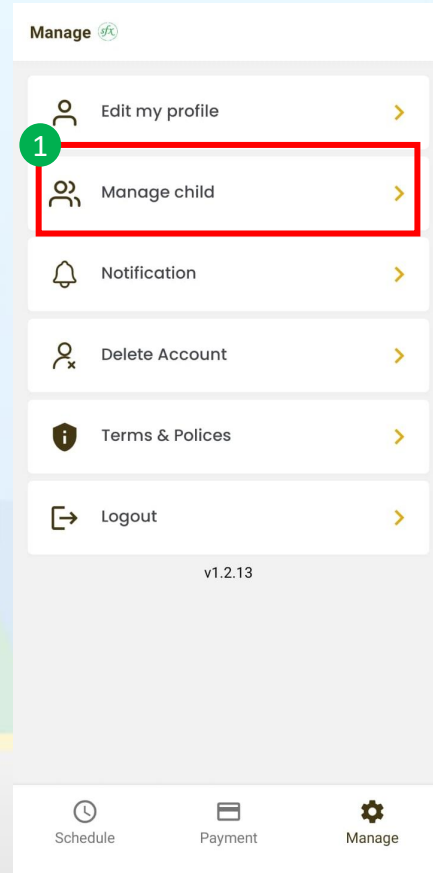 Manage sfx
Edit my profile
1
Manage child
Notification
Delete Account
Terms & Polices
Logout
v1.2.13
Schedule Payment Manage